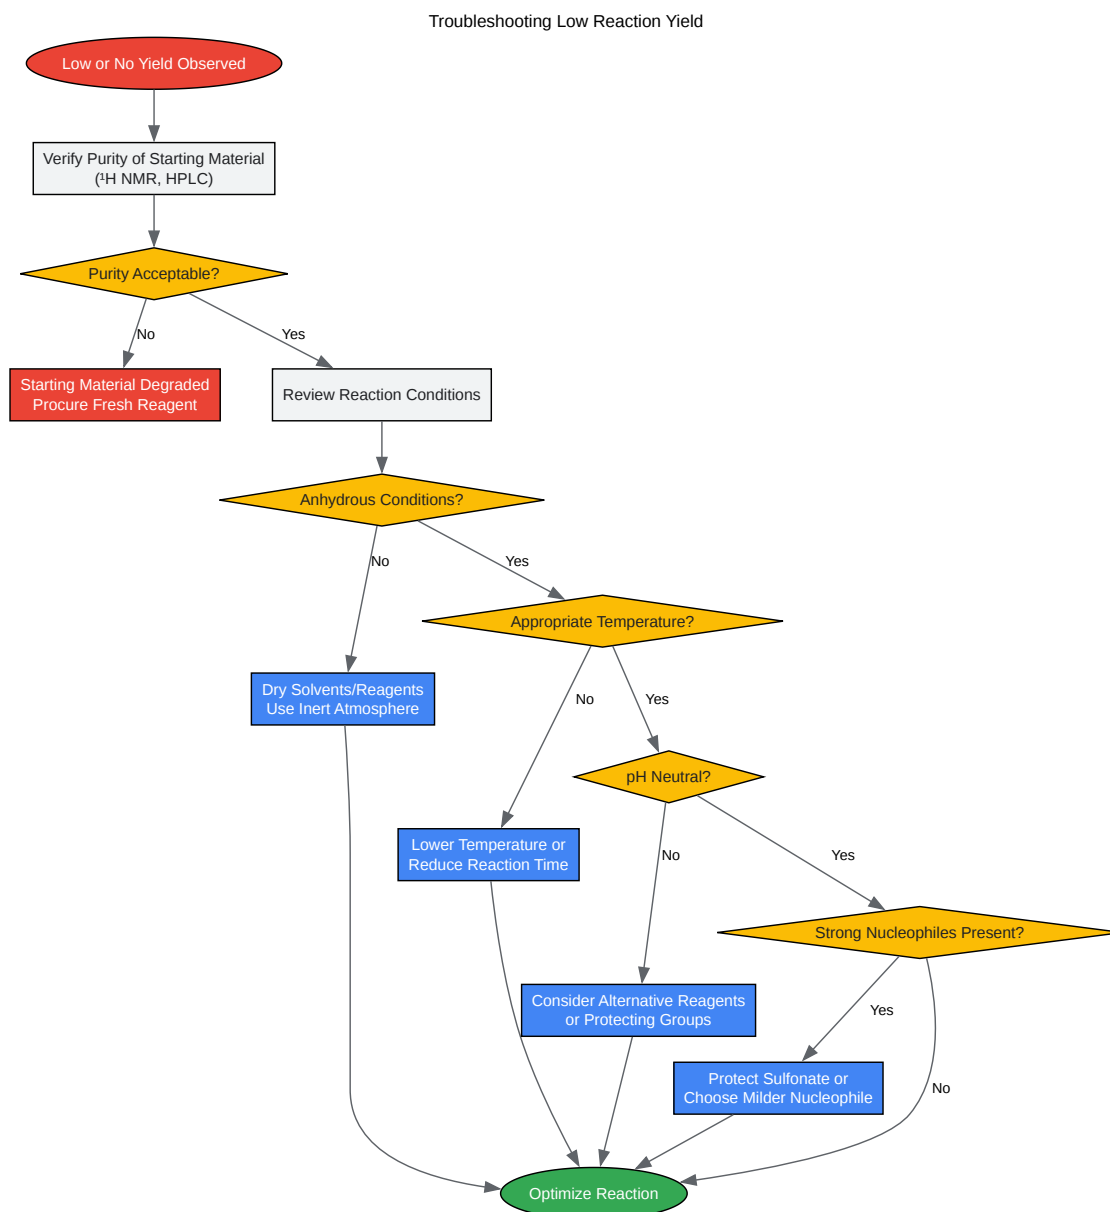 Troubleshooting Low Reaction Yield
Low or No Yield Observed
Verify Purity of Starting Material
(¹H NMR, HPLC)
Purity Acceptable?
No
Yes
Starting Material Degraded
Procure Fresh Reagent
Review Reaction Conditions
Anhydrous Conditions?
No
Yes
Appropriate Temperature?
Dry Solvents/Reagents
Use Inert Atmosphere
No
Yes
pH Neutral?
Lower Temperature or
Reduce Reaction Time
No
Yes
Strong Nucleophiles Present?
Consider Alternative Reagents
or Protecting Groups
Yes
Protect Sulfonate or
Choose Milder Nucleophile
No
Optimize Reaction